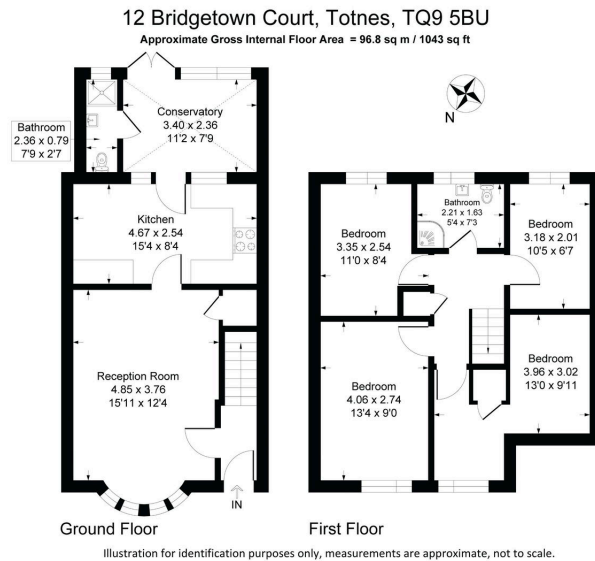 12 Bridgetown Court, Totnes, TQ9 5BU
Approximate Gross Internal Floor Area = 96.8 sq m / 1043 sq ft
Bathroom
2.36 x 0.79
7'9 x 2'7
Conservatory
3.40 x 2.36
11'2 x 7'9
N
Kitchen
4.67 x 2.54
15'4 x 8'4
Reception Room
4.85 x 3.76
15'11 x 12'4
IN
Ground Floor
Bedroom
3.35 x 2.54
11'0 x 8'4
Bathroom
2.21 x 1.63
5'4 x 7'3
Bedroom
3.18 x 2.01
10'5 x 6'7
Bedroom
4.06 x 2.74
13'4 x 9'0
Bedroom
3.96 x 3.02
13'0 x 9'11
First Floor
Illustration for identification purposes only, measurements are approximate, not to scale.